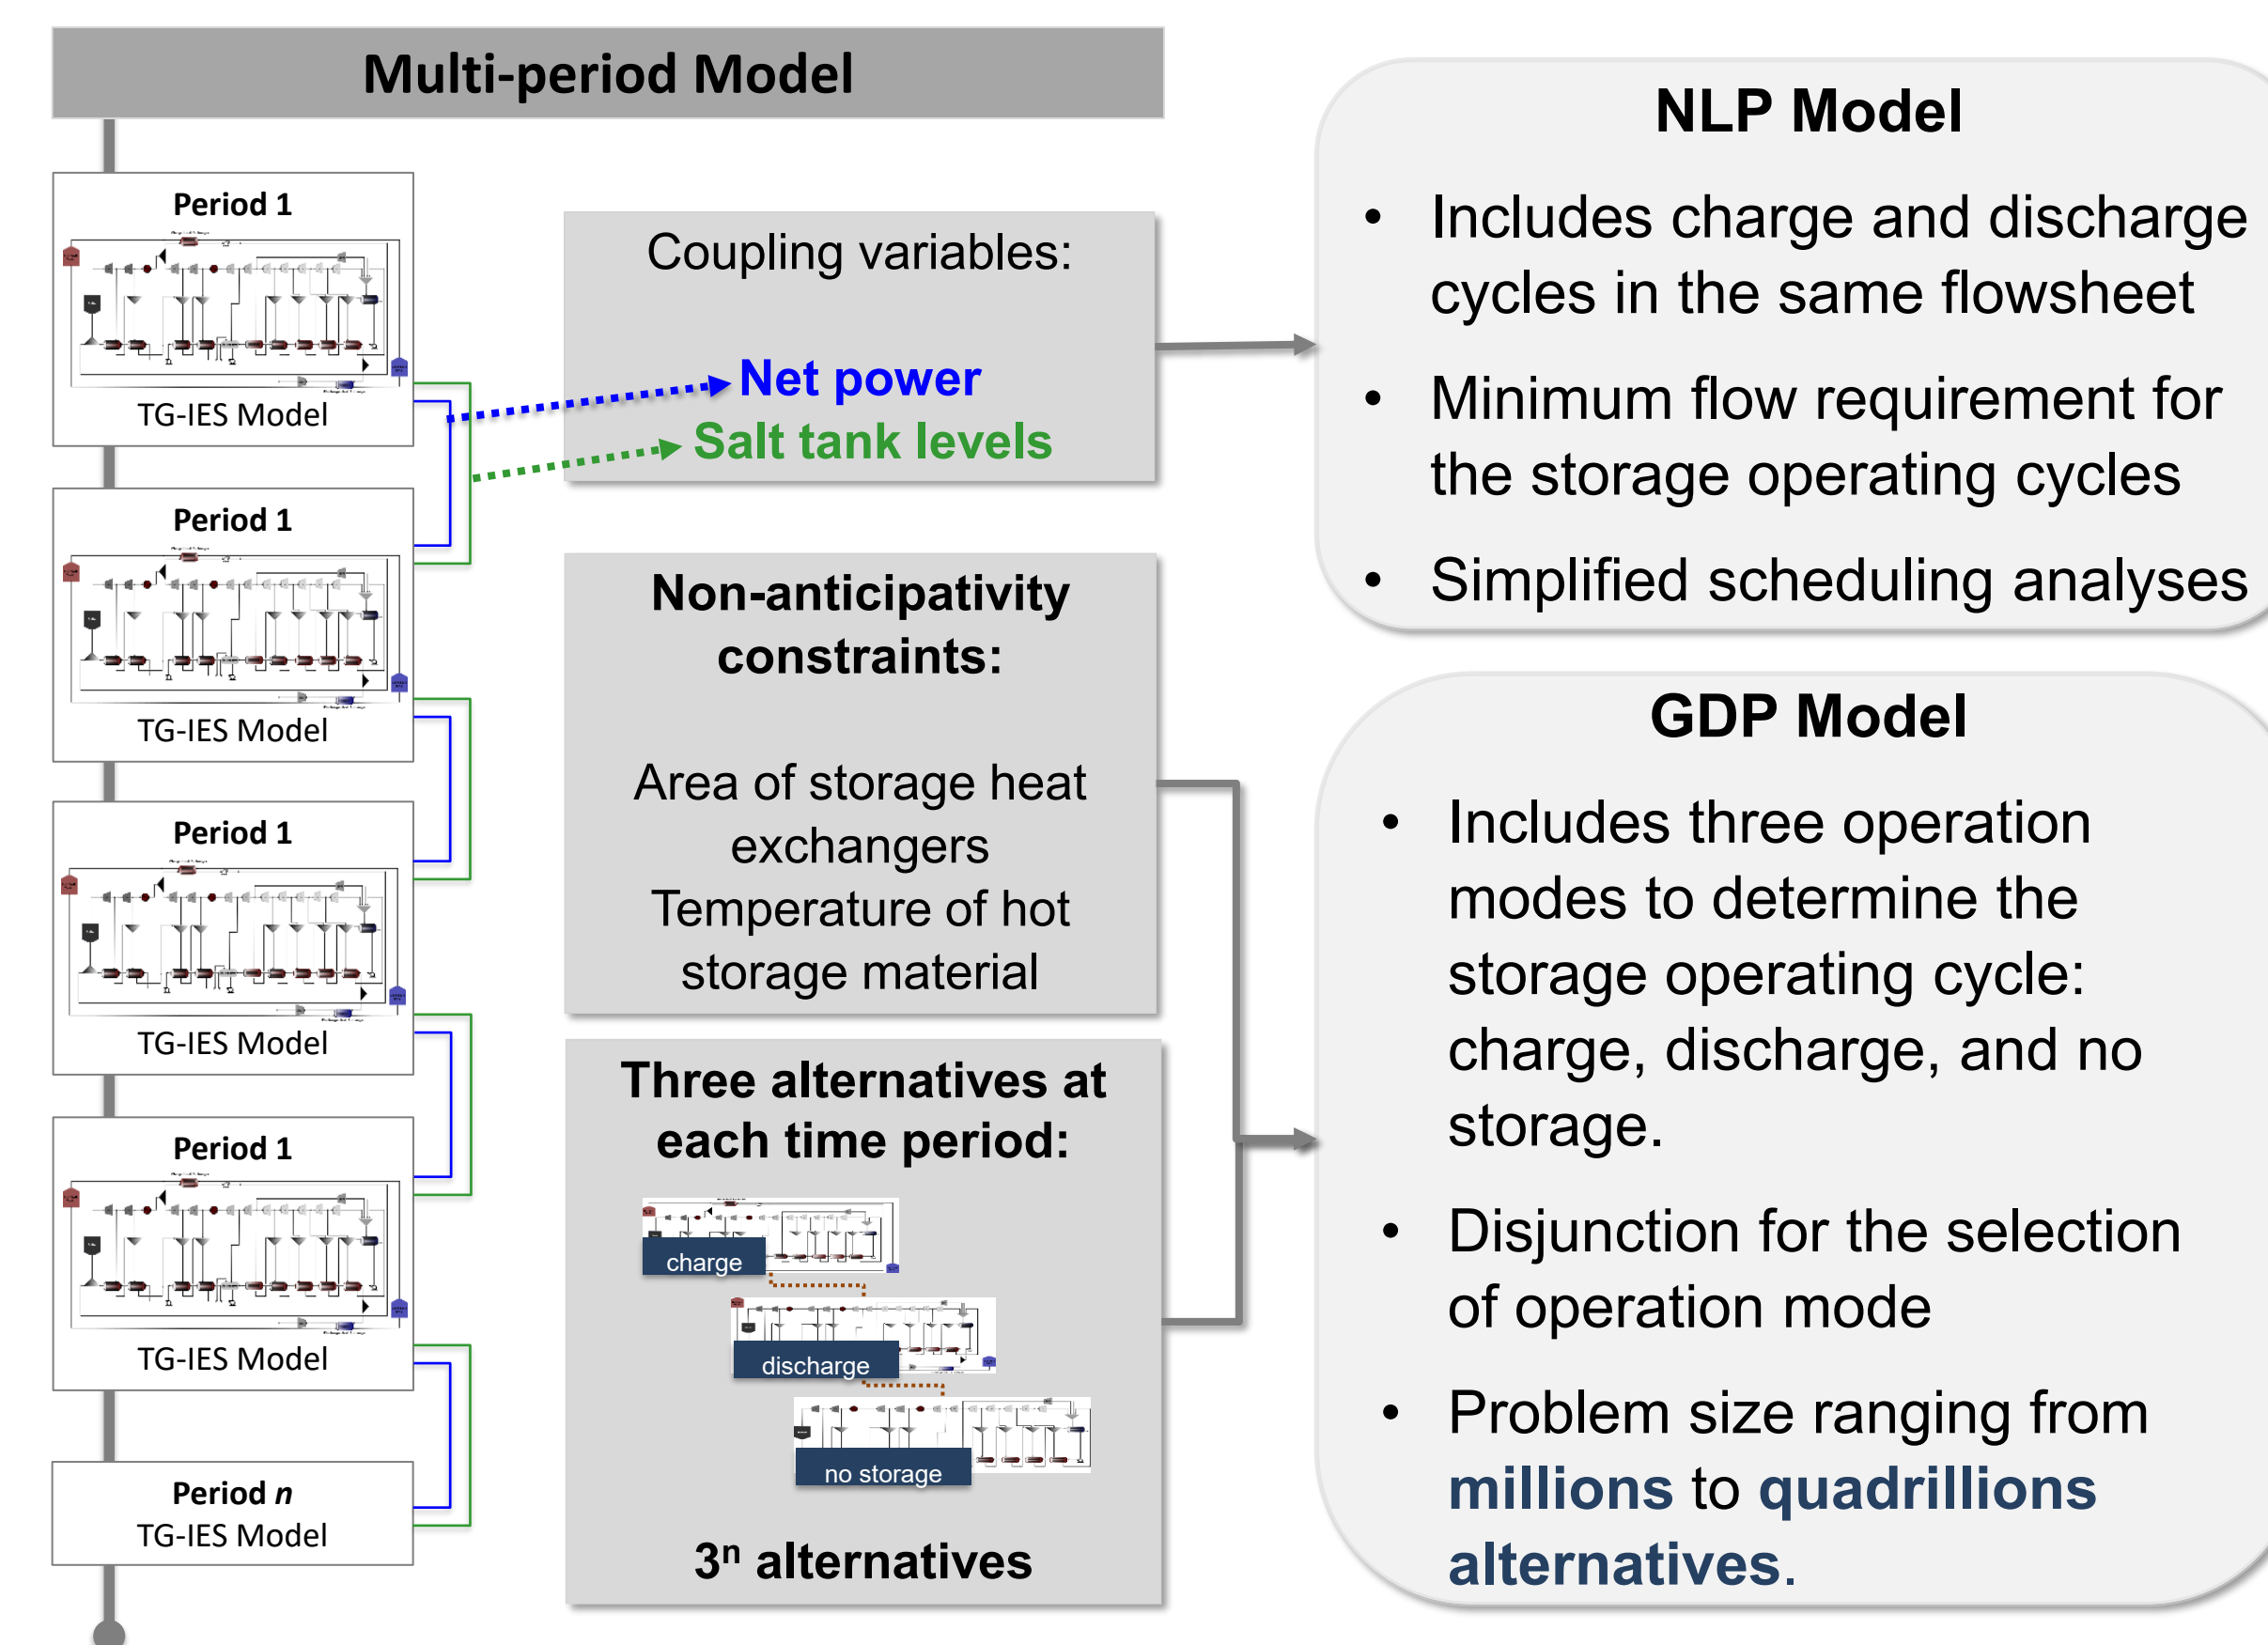 Multi-period Model
Period 1
TG-IES Model
Period 1
TG-IES Model
Period 1
TG-IES Model
Period 1
TG-IES Model
Period n
TG-IES Model
Coupling variables:
Net power
Salt tank levels
Non-anticipativity
constraints:
Area of storage heat
exchangers
Temperature of hot
storage material
Three alternatives at
each time period:
charge
discharge
no storage
3ⁿ alternatives
NLP Model
• Includes charge and discharge
cycles in the same flowsheet
• Minimum flow requirement for
the storage operating cycles
• Simplified scheduling analyses
GDP Model
• Includes three operation
modes to determine the
storage operating cycle:
charge, discharge, and no
storage.
• Disjunction for the selection
of operation mode
• Problem size ranging from
millions to quadrillions
alternatives.